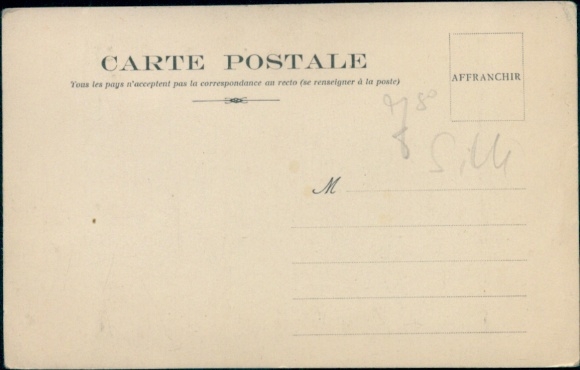 CARTE POSTALE
Tous les pays n'acceptent pas la correspondance au recto (se renseigner à la poste)
AFFRANCHIR
M